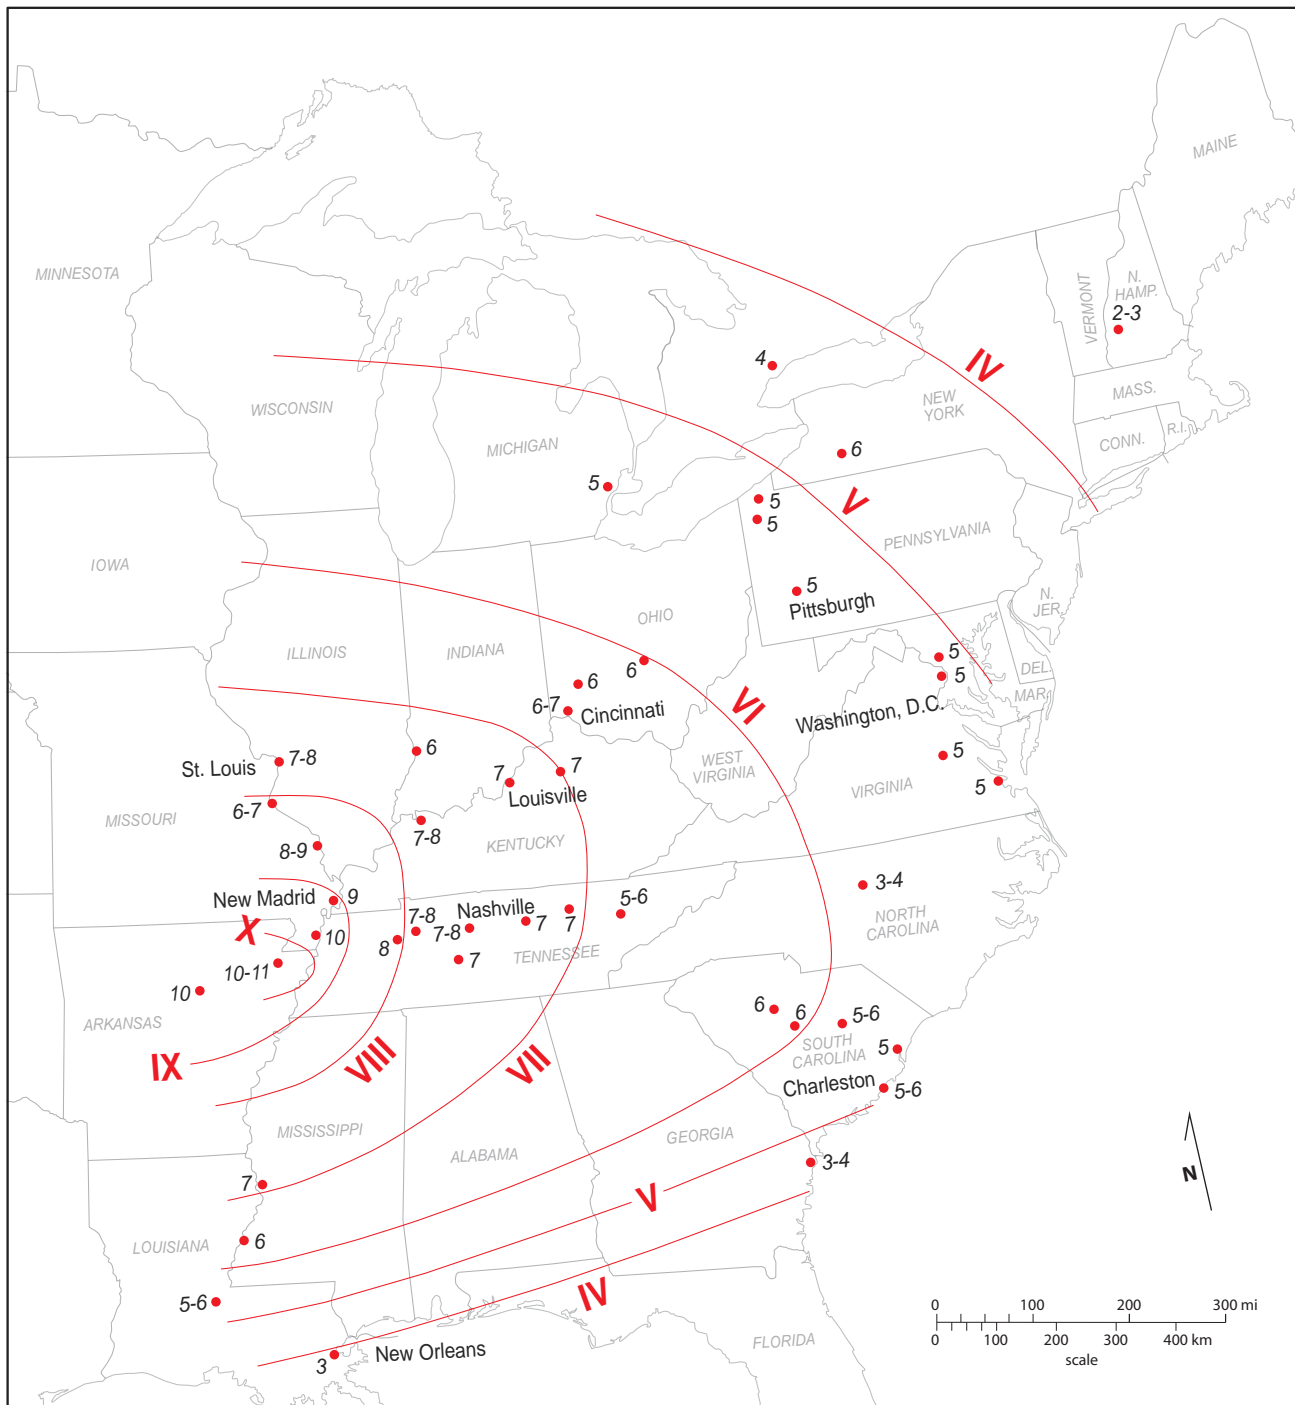 MAINE
MINNESOTA
VERMONT
N.
HAMP.
2-3
IV
4
MASS.
NEW
YORK
WISCONSIN
R.I.
CONN.
MICHIGAN
6
5
5
V
5
PENNSYLVANIA
IOWA
5
Pittsburgh
N.
JER.
OHIO
ILLINOIS
INDIANA
6
5
5
DEL.
MAR.
6
6-7
Cincinnati
VI
Washington, D.C.
6
5
7-8
St. Louis
7
7
Louisville
WEST
VIRGINIA
VIRGINIA
5
6-7
MISSOURI
7-8
KENTUCKY
8-9
New Madrid
9
3-4
5-6
Nashville
NORTH
CAROLINA
X
10
7-8
8
7-8
7
7
TENNESSEE
7
10-11
10
ARKANSAS
6
6
5-6
SOUTH
CAROLINA
5
IX
VIII
VII
Charleston
5-6
MISSISSIPPI
GEORGIA
ALABAMA
3-4
7
V
N
LOUISIANA
6
5-6
IV
0 100 200 300 mi
0 100 200 300 400 km
scale
FLORIDA
New Orleans
3